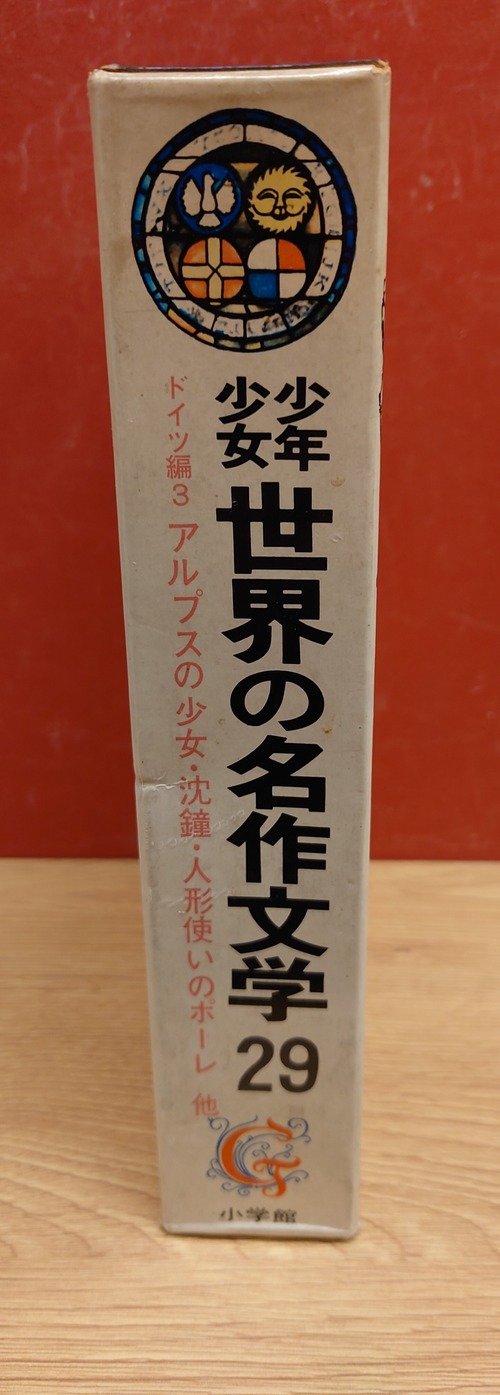 少年
少女
世界の名作文学 29
ドイツ編3 アルプスの少女・沈鐘・人形使いのポーレ 他
小学館